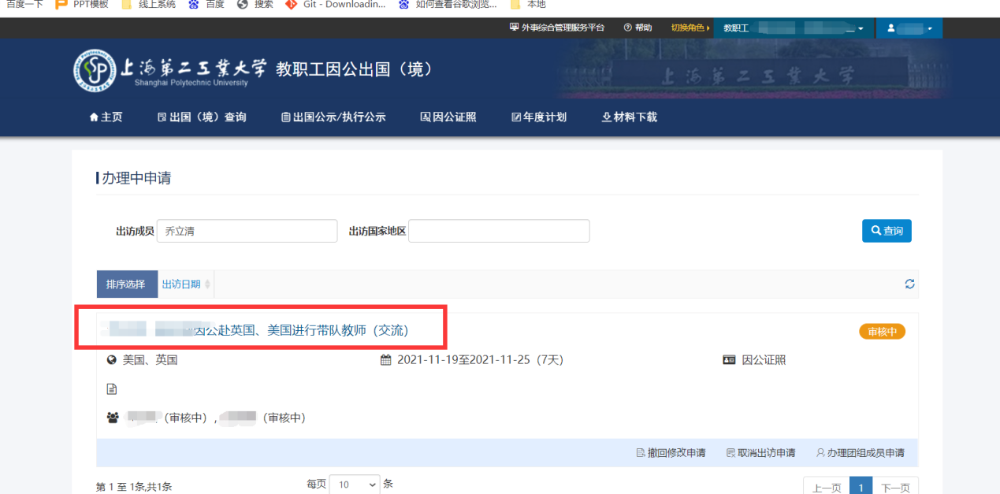 百度一下 PPT模板 线上系统 百度 搜索 Git - Downloadin... 如何查看谷歌浏览... 本地
外事综合管理服务平台 帮助 切换角色 教职工
上海第二工業大学 教职工因公出国（境）
Shanghai Polytechnic University
上海第二工業大学
主页 出国（境）查询 出国公示/执行公示 因公证照 年度计划 材料下载
办理中申请
出访成员 乔立清 出访国家地区 查询
排序选择 出访日期
因公赴英国、美国进行带队教师（交流） 审核中
美国、英国 2021-11-19至2021-11-25（7天） 因公证照
（审核中）, （审核中）
撤回修改申请 取消出访申请 办理团组成员申请
第 1 至 1条,共1条 每页 10 条 上一页 1 下一页